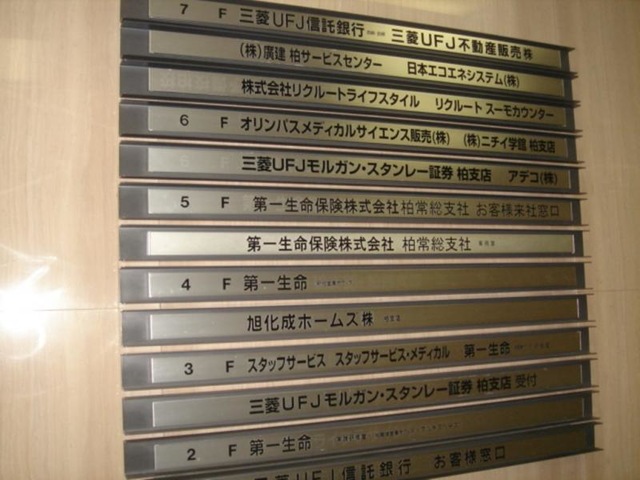 7 F 三菱UFJ信託銀行 三菱UFJ不動産販売株
(株)廣建 柏サービスセンター 日本エコエネシステム(株)
株式会社リクルートライフスタイル リクルート スーモカウンター
6 F オリンパスメディカルサイエンス販売(株) (株)ニチイ学館 柏支店
三菱UFJモルガン・スタンレー証券 柏支店 アデコ(株)
5 F 第一生命保険株式会社柏常総支社 お客様来社窓口
第一生命保険株式会社 柏常総支社
4 F 第一生命
旭化成ホームズ株
3 F スタッフサービス スタッフサービス・メディカル 第一生命
三菱UFJモルガン・スタンレー証券 柏支店 受付
2 F 第一生命
三菱UFJ信託銀行 お客様窓口